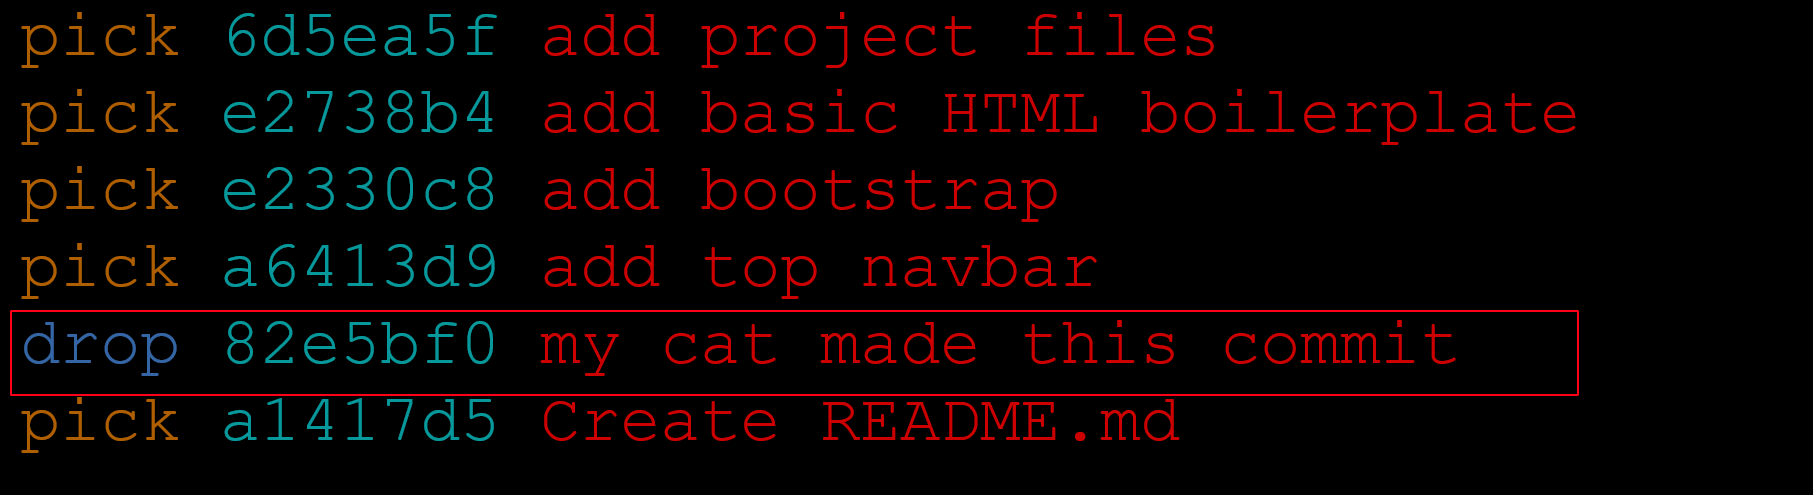 pick 6d5ea5f add project files
pick e2738b4 add basic HTML boilerplate
pick e2330c8 add bootstrap
pick a6413d9 add top navbar
drop 82e5bf0 my cat made this commit
pick a1417d5 Create README.md